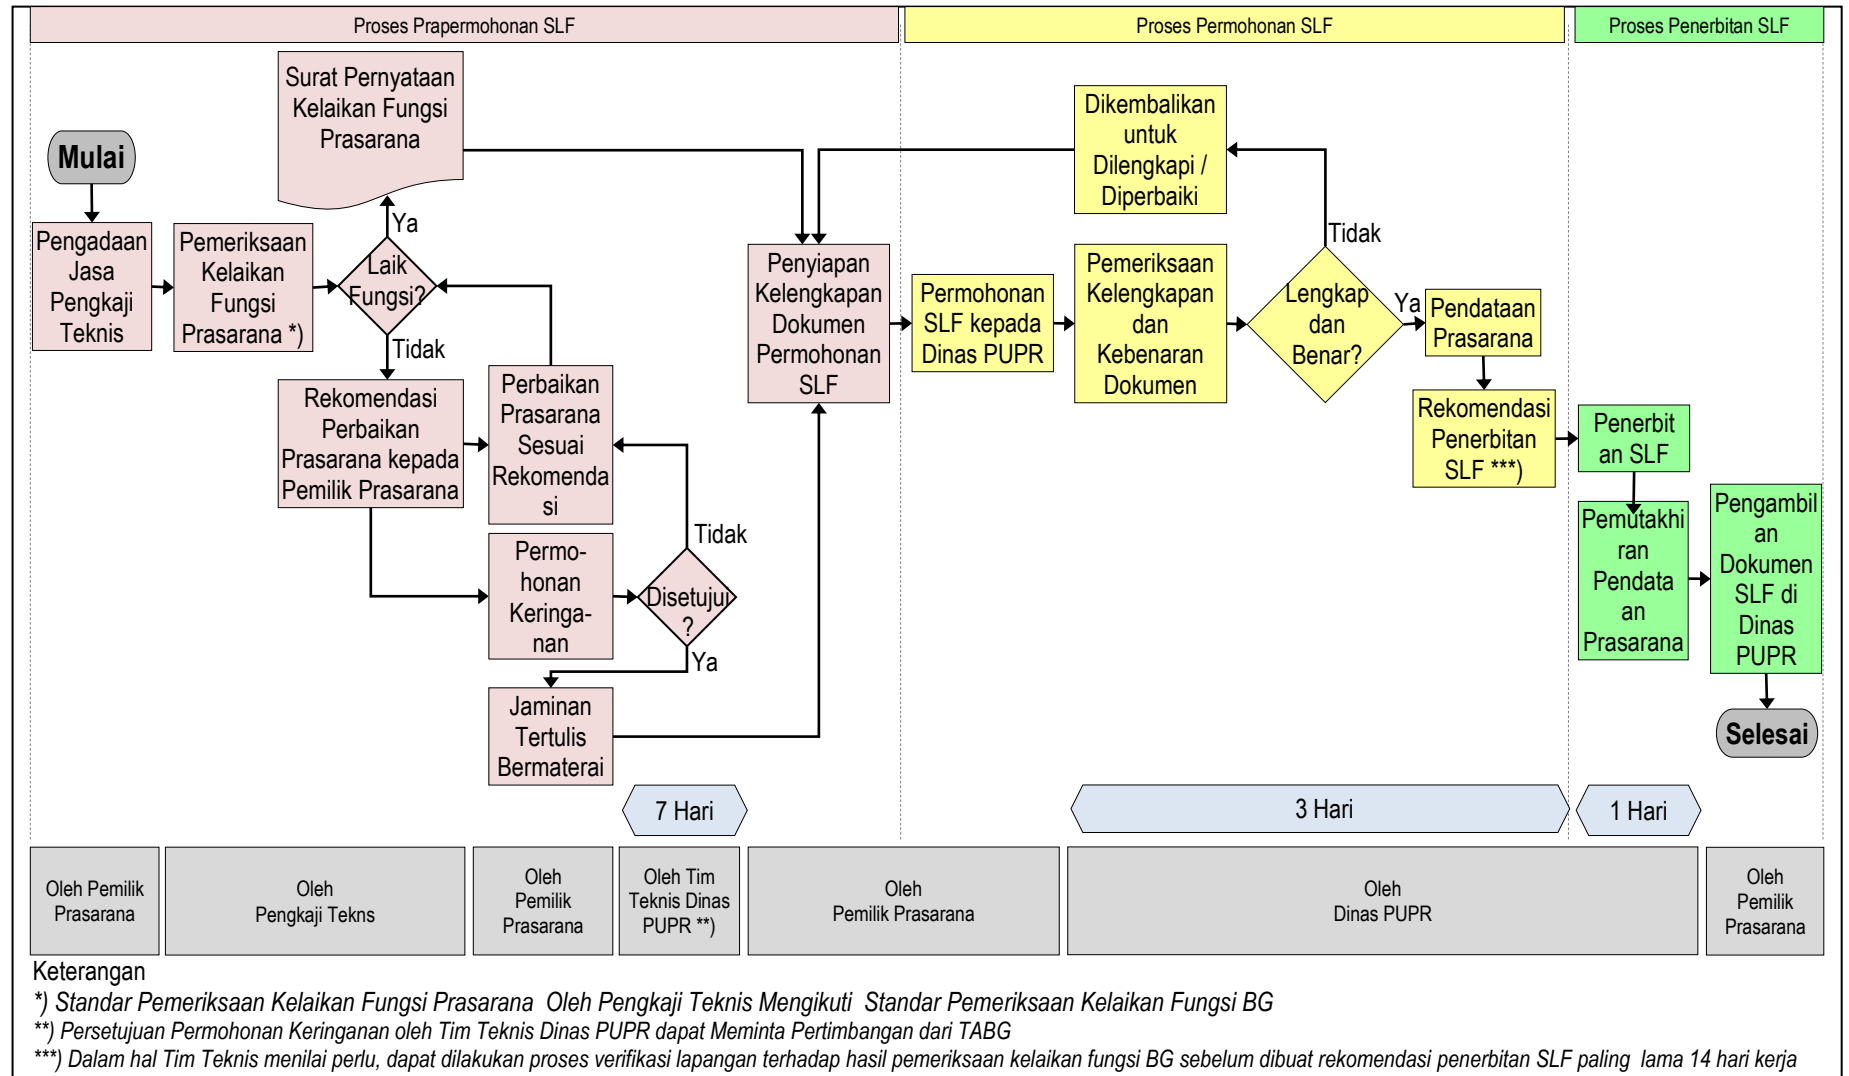 Proses Prapermohonan SLF
Proses Permohonan SLF
Proses Penerbitan SLF
Mulai
Pengadaan
Jasa
Pengkaji
Teknis
Pemeriksaan
Kelaikan
Fungsi
Prasarana *)
Surat Pernyataan
Kelaikan Fungsi
Prasarana
Ya
Laik
Fungsi?
Tidak
Rekomendasi
Perbaikan
Prasarana kepada
Pemilik Prasarana
Perbaikan
Prasarana
Sesuai
Rekomenda
si
Permo-
honan
Keringa-
nan
Tidak
Disetujui
?
Ya
Jaminan
Tertulis
Bermaterai
Penyiapan
Kelengkapan
Dokumen
Permohonan
SLF
Permohonan
SLF kepada
Dinas PUPR
Dikembalikan
untuk
Dilengkapi /
Diperbaiki
Pemeriksaan
Kelengkapan
dan
Kebenaran
Dokumen
Tidak
Lengkap
dan
Benar?
Ya
Pendataan
Prasarana
Rekomendasi
Penerbitan
SLF ***)
Penerbit
an SLF
Pemutakhi
ran
Pendata
an
Prasarana
Pengambil
an
Dokumen
SLF di
Dinas
PUPR
Selesai
7 Hari
3 Hari
1 Hari
Oleh Pemilik
Prasarana
Oleh
Pengkaji Tekns
Oleh
Pemilik
Prasarana
Oleh Tim
Teknis Dinas
PUPR **)
Oleh
Pemilik Prasarana
Oleh
Dinas PUPR
Oleh
Pemilik
Prasarana
Keterangan
*) Standar Pemeriksaan Kelaikan Fungsi Prasarana Oleh Pengkaji Teknis Mengikuti Standar Pemeriksaan Kelaikan Fungsi BG
**) Persetujuan Permohonan Keringanan oleh Tim Teknis Dinas PUPR dapat Meminta Pertimbangan dari TABG
***) Dalam hal Tim Teknis menilai perlu, dapat dilakukan proses verifikasi lapangan terhadap hasil pemeriksaan kelaikan fungsi BG sebelum dibuat rekomendasi penerbitan SLF paling lama 14 hari kerja